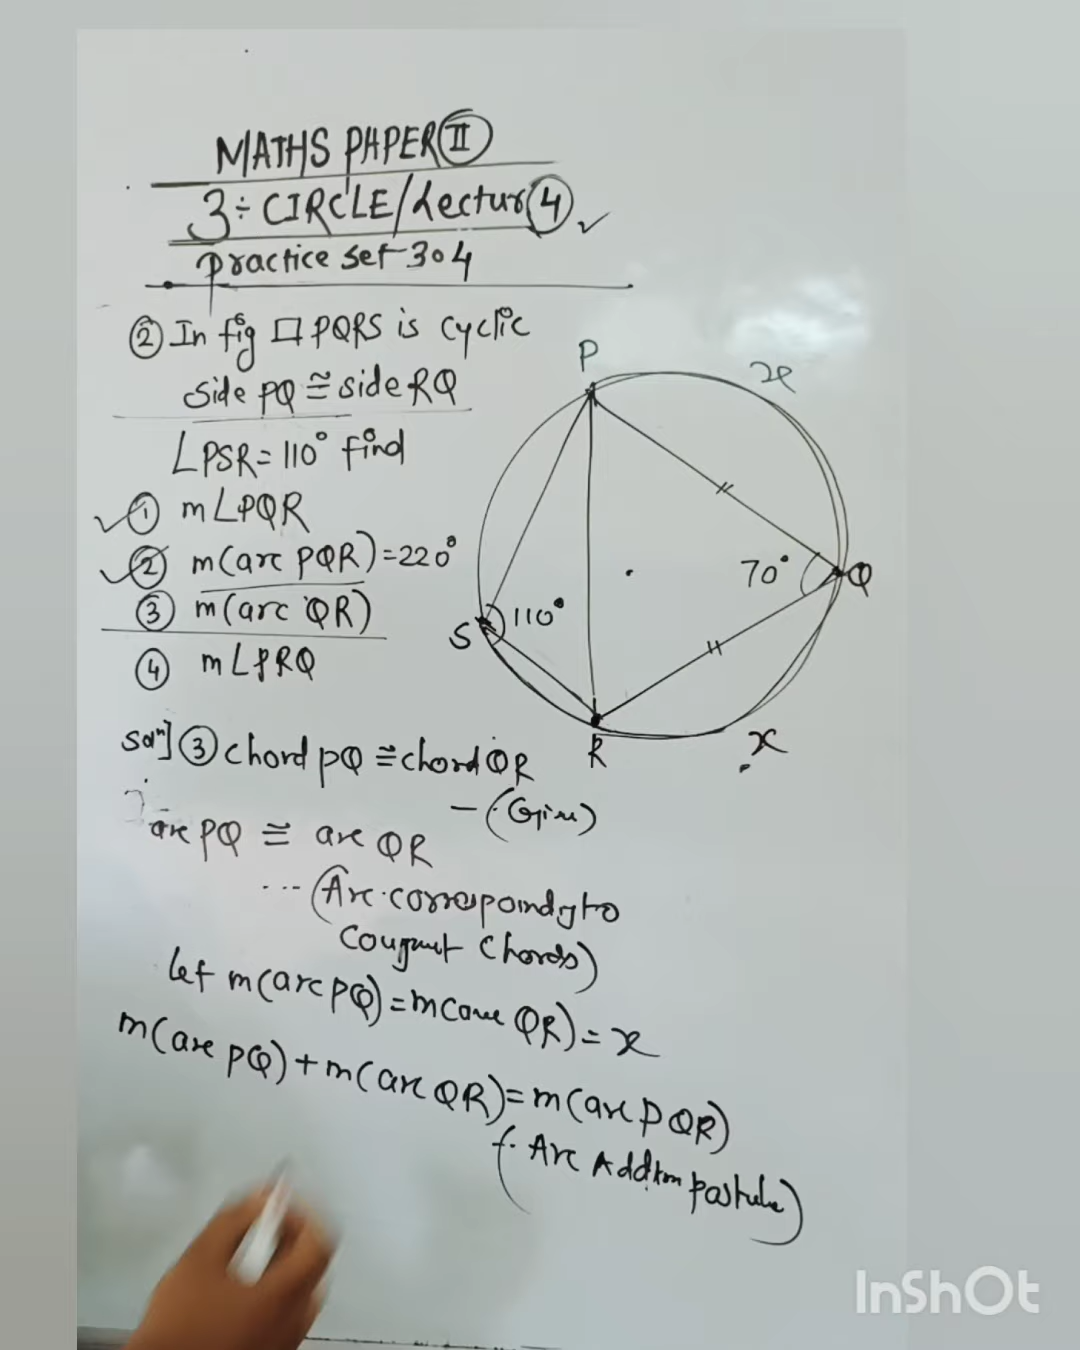 MATHS PAPER II
3÷ CIRCLE/Lectur 4 ✓
practice set-3.4
② In fig □ PQRS is cyclic
side PQ ≅ side RQ
∠PSR = 110° find
① m∠PQR
② m(arc PQR) = 220°
③ m(arc QR)
④ m∠PRQ
P
x
70°
Q
S
110°
R
x
Solⁿ] ③ chord PQ ≅ chord QR
- (Given)
arc PQ ≅ arc QR
... (Arc corresponding to
Chords)
let m(arc PQ) = m(arc QR) = x
m(arc PQ) + m(arc QR) = m(arc PQR)
(Arc Addition
InShOt